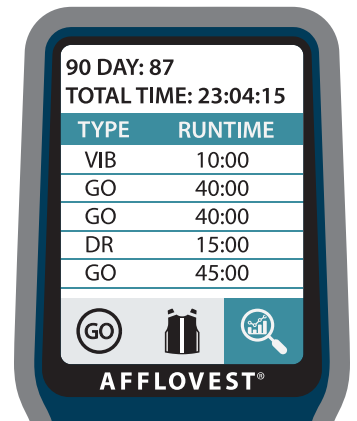 90 DAY: 87
TOTAL TIME: 23:04:15
TYPE RUNTIME
VIB 10:00
GO 40:00
GO 40:00
DR 15:00
GO 45:00
GO
AFFLOVEST®